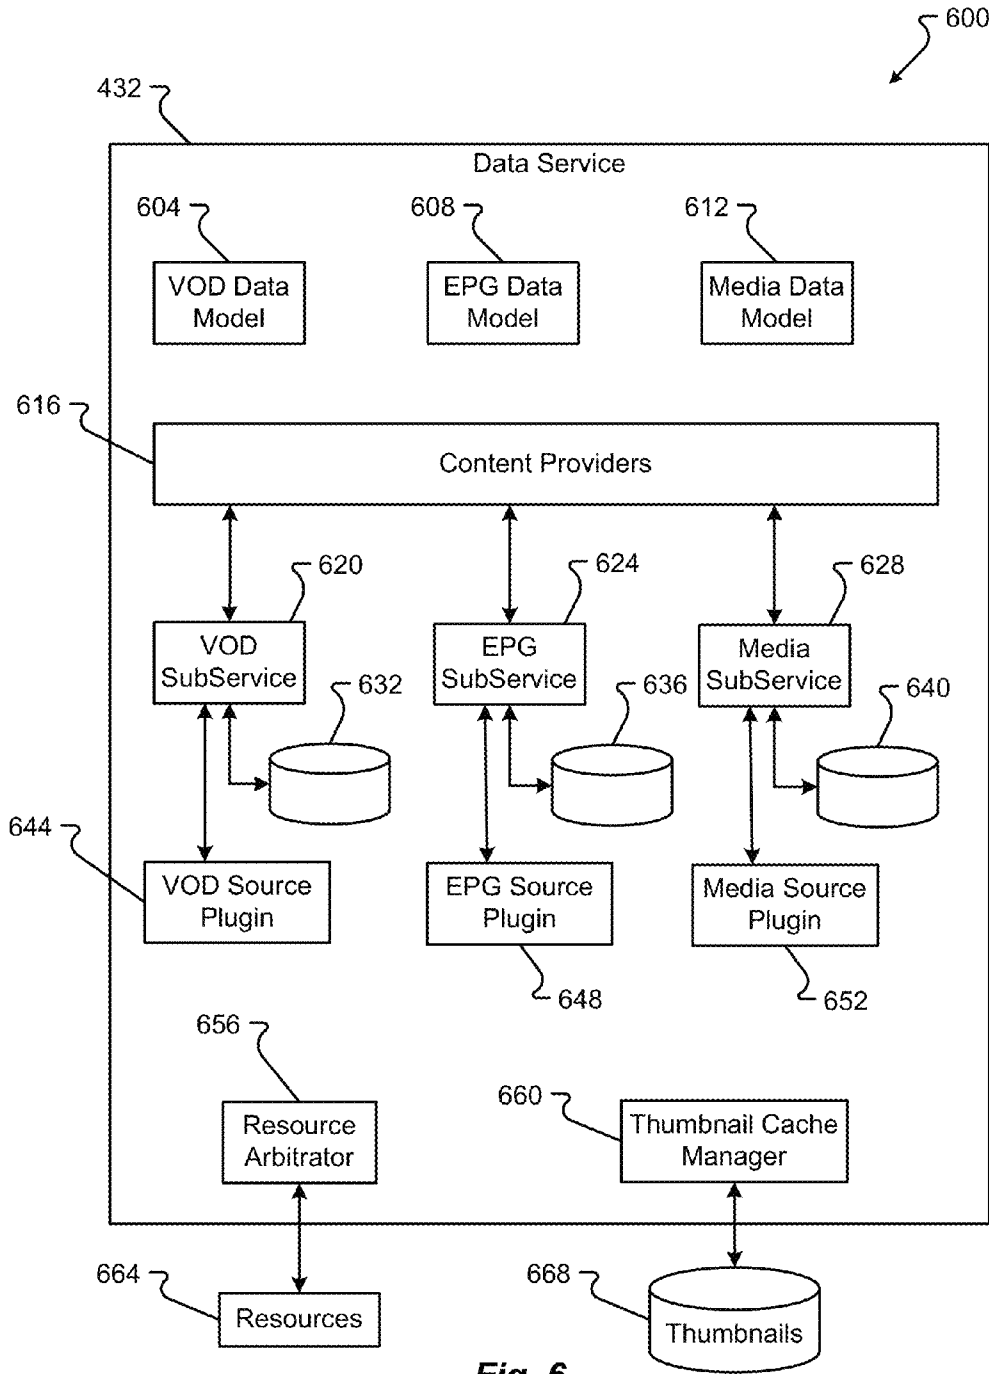 600
432
Data Service
604
608
612
VOD Data
Model
EPG Data
Model
Media Data
Model
616
Content Providers
620
624
628
VOD
SubService
EPG
SubService
Media
SubService
632
636
640
644
VOD Source
Plugin
EPG Source
Plugin
Media Source
Plugin
648
652
656
660
Resource
Arbitrator
Thumbnail Cache
Manager
664
668
Resources
Thumbnails
Fig. 6